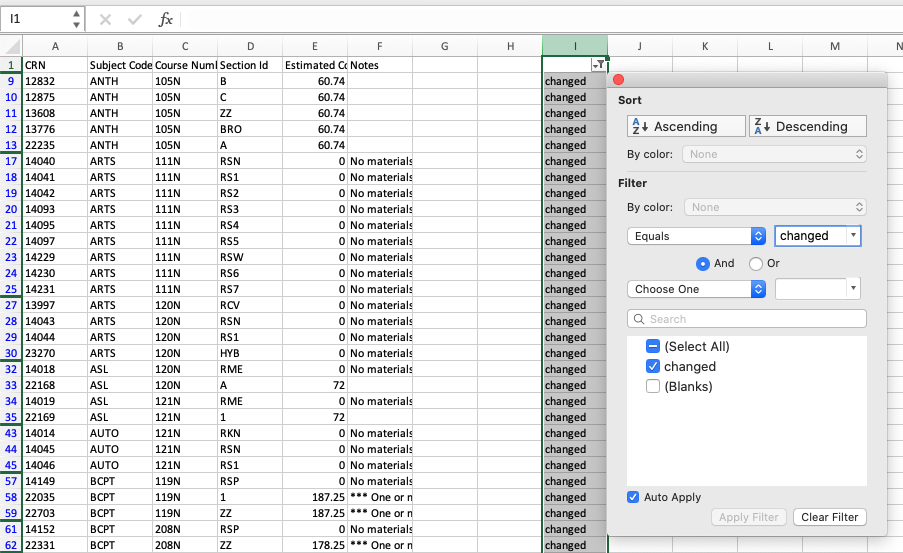 I1 fx
A B C D E F G H I J K L M N
1 CRN Subject Code Course Numl Section Id Estimated Co Notes
9 12832 ANTH 105N B 60.74 changed
10 12875 ANTH 105N C 60.74 changed
11 13608 ANTH 105N ZZ 60.74 changed
12 13776 ANTH 105N BRO 60.74 changed
13 22235 ANTH 105N A 60.74 changed
17 14040 ARTS 111N RSN 0 No materials changed
18 14041 ARTS 111N RS1 0 No materials changed
19 14042 ARTS 111N RS2 0 No materials changed
20 14093 ARTS 111N RS3 0 No materials changed
21 14095 ARTS 111N RS4 0 No materials changed
22 14097 ARTS 111N RS5 0 No materials changed
23 14229 ARTS 111N RSW 0 No materials changed
24 14230 ARTS 111N RS6 0 No materials changed
25 14231 ARTS 111N RS7 0 No materials changed
27 13997 ARTS 120N RCV 0 No materials changed
28 14043 ARTS 120N RSN 0 No materials changed
29 14044 ARTS 120N RS1 0 No materials changed
30 23270 ARTS 120N HYB 0 No materials changed
32 14018 ASL 120N RME 0 No materials changed
33 22168 ASL 120N A 72 changed
34 14019 ASL 121N RME 0 No materials changed
35 22169 ASL 121N 1 72 changed
43 14014 AUTO 121N RKN 0 No materials changed
44 14045 AUTO 121N RSN 0 No materials changed
45 14046 AUTO 121N RS1 0 No materials changed
57 14149 BCPT 119N RSP 0 No materials changed
58 22035 BCPT 119N 1 187.25 *** One or n changed
59 22703 BCPT 119N ZZ 187.25 *** One or n changed
61 14152 BCPT 208N RSP 0 No materials changed
62 22331 BCPT 208N ZZ 178.25 *** One or n changed
Sort
A Z Ascending Z A Descending
By color: None
Filter
By color: None
Equals changed
And Or
Choose One
Search
(Select All)
changed
(Blanks)
Auto Apply
Apply Filter Clear Filter